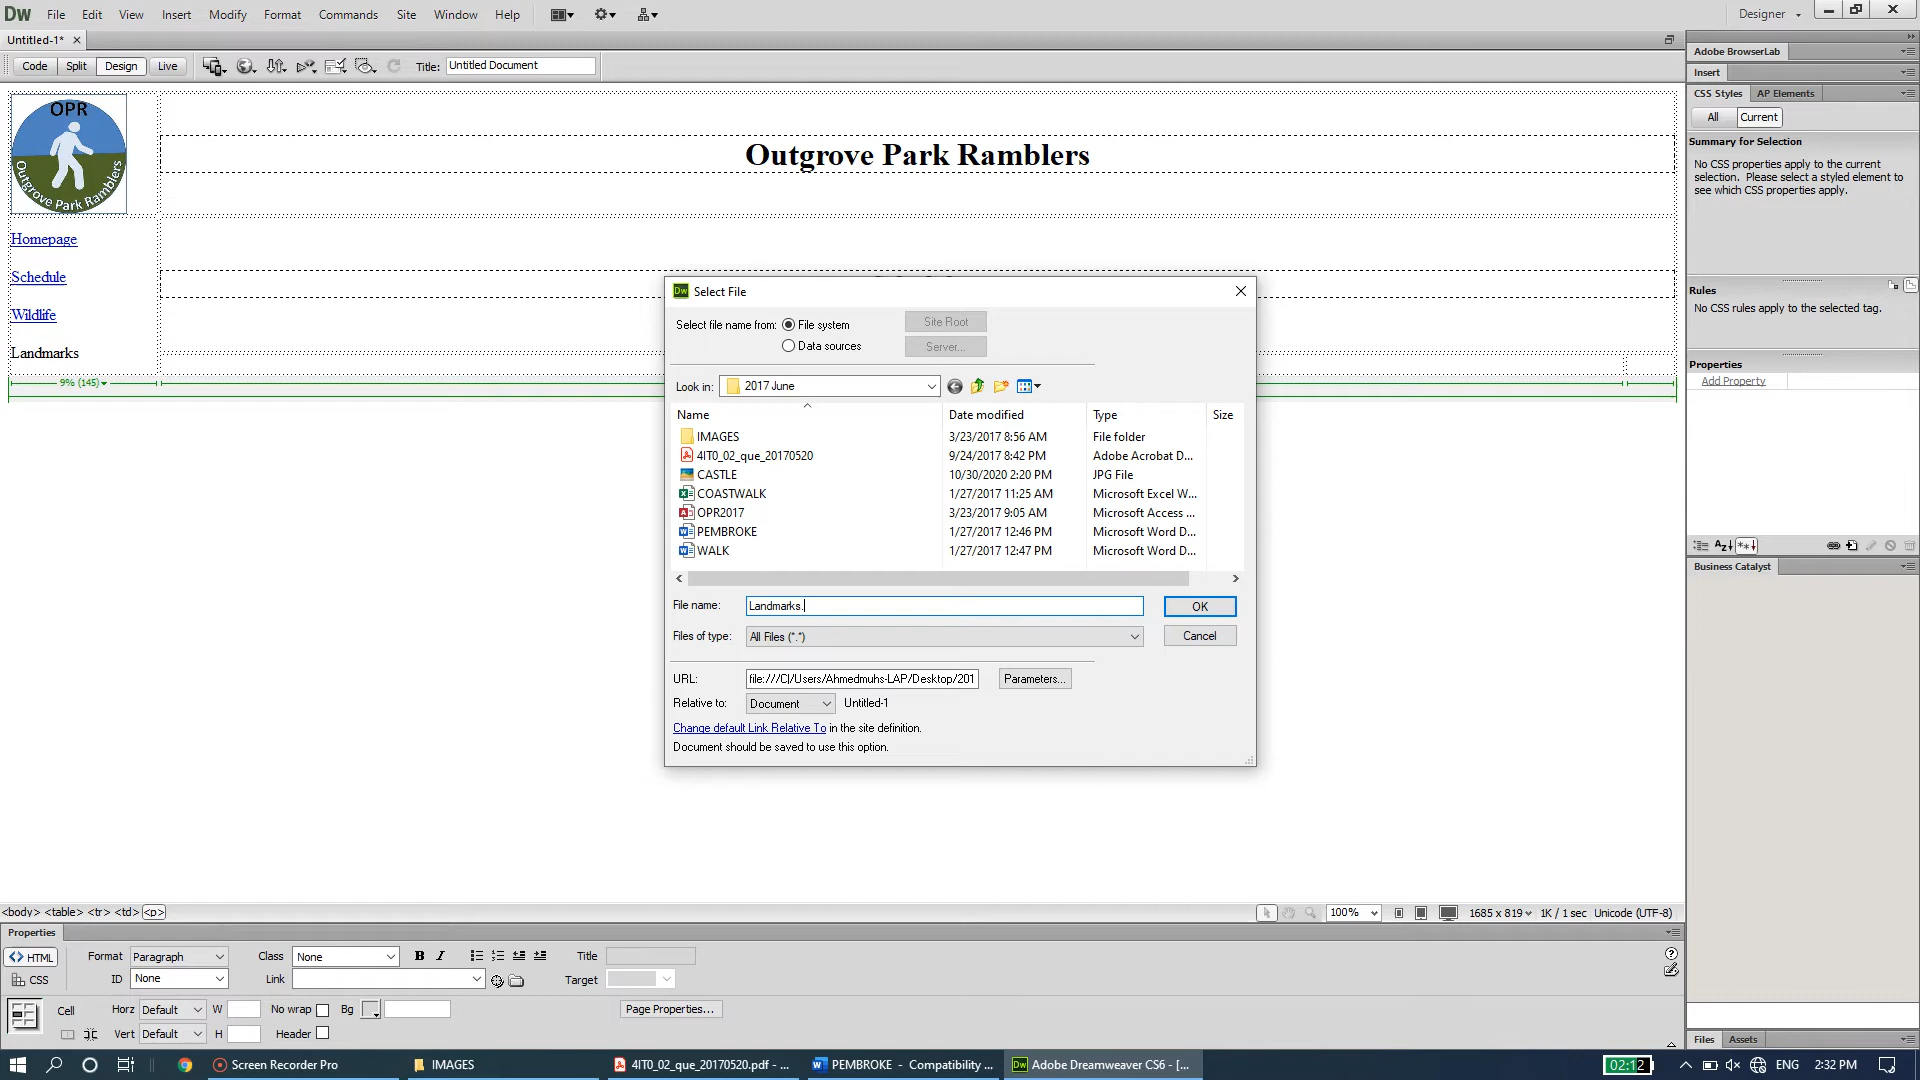 Dw File Edit View Insert Modify Format Commands Site Window Help Designer
Untitled-1* ×
Code Split Design Live Title: Untitled Document
Adobe BrowserLab
Insert
CSS Styles AP Elements
All Current
Summary for Selection
No CSS properties apply to the current
selection. Please select a styled element to
see which CSS properties apply.
Rules
No CSS rules apply to the selected tag.
Properties
Add Property
Business Catalyst
Files Assets
OPR
Outgrove Park Ramblers
Outgrove Park Ramblers
Homepage
Schedule
Wildlife
Landmarks
9% (145)
Dw Select File
Select file name from: File system
Data sources
Site Root
Server...
Look in: 2017 June
Name Date modified Type Size
IMAGES 3/23/2017 8:56 AM File folder
4IT0_02_que_20170520 9/24/2017 8:42 PM Adobe Acrobat D...
CASTLE 10/30/2020 2:20 PM JPG File
COASTWALK 1/27/2017 11:25 AM Microsoft Excel W...
OPR2017 3/23/2017 9:05 AM Microsoft Access ...
PEMBROKE 1/27/2017 12:46 PM Microsoft Word D...
WALK 1/27/2017 12:47 PM Microsoft Word D...
File name: Landmarks. OK
Files of type: All Files (*.*) Cancel
URL: file:///C|/Users/Ahmedmuhs-LAP/Desktop/201 Parameters...
Relative to: Document Untitled-1
Change default Link Relative To in the site definition.
Document should be saved to use this option.
<body> <table> <tr> <td> <p> 100% 1685 x 819 1K / 1 sec Unicode (UTF-8)
Properties
<> HTML Format Paragraph Class None B I Title
CSS ID None Link Target
Cell Horz Default W No wrap Bg Page Properties...
Vert Default H Header
Screen Recorder Pro IMAGES 4IT0_02_que_20170520.pdf - ... PEMBROKE - Compatibility ... Dw Adobe Dreamweaver CS6 - [... 02:12 ENG 2:32 PM